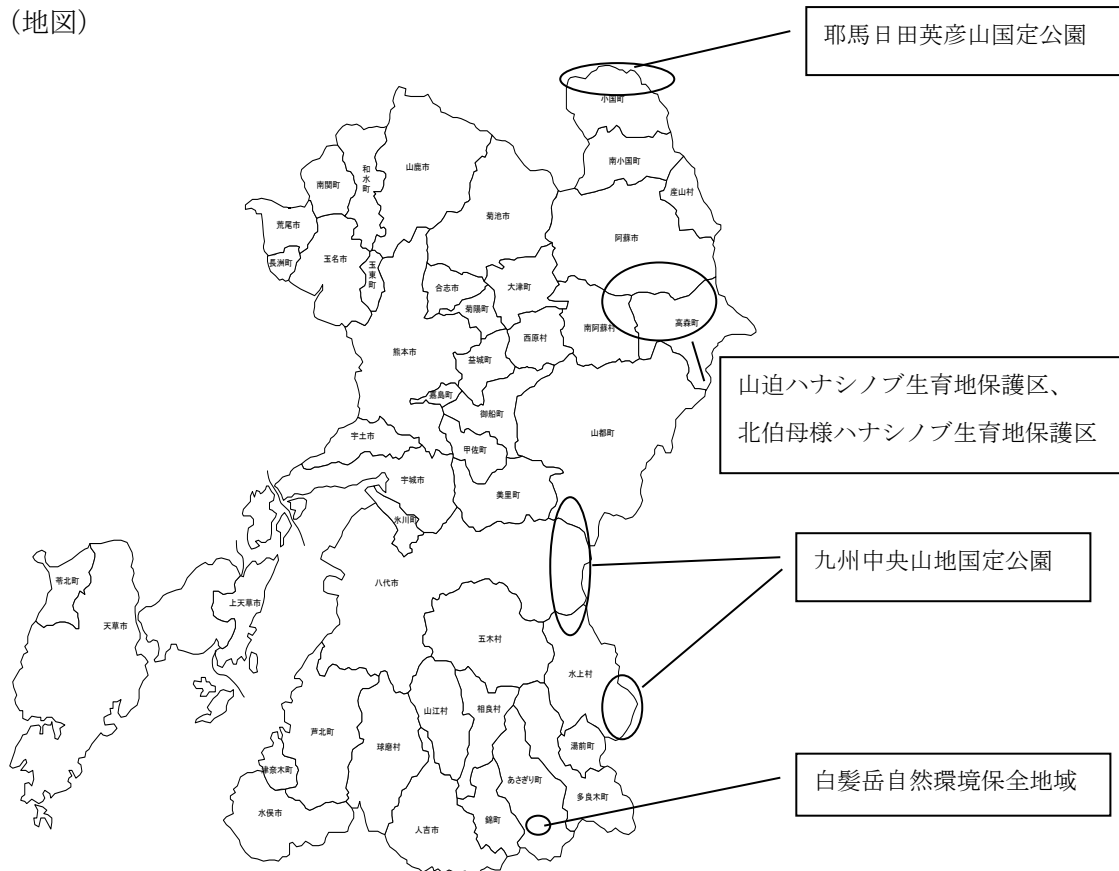 (地図)
耶馬日田英彦山国定公園
小国町
南小国町
産山村
山鹿市
和水町
南関町
菊池市
荒尾市
阿蘇市
玉名市
長洲町
玉東町
合志市
大津町
菊陽町
南阿蘇村
高森町
西原村
熊本市
益城町
山迫ハナシノブ生育地保護区、
北伯母様ハナシノブ生育地保護区
嘉島町
御船町
山都町
宇土市
甲佐町
宇城市
美里町
氷川町
九州中央山地国定公園
八代市
苓北町
上天草市
天草市
五木村
水上村
山江村
相良村
芦北町
球磨村
湯前町
津奈木町
あさぎり町
白髪岳自然環境保全地域
多良木町
水俣市
錦町
人吉市